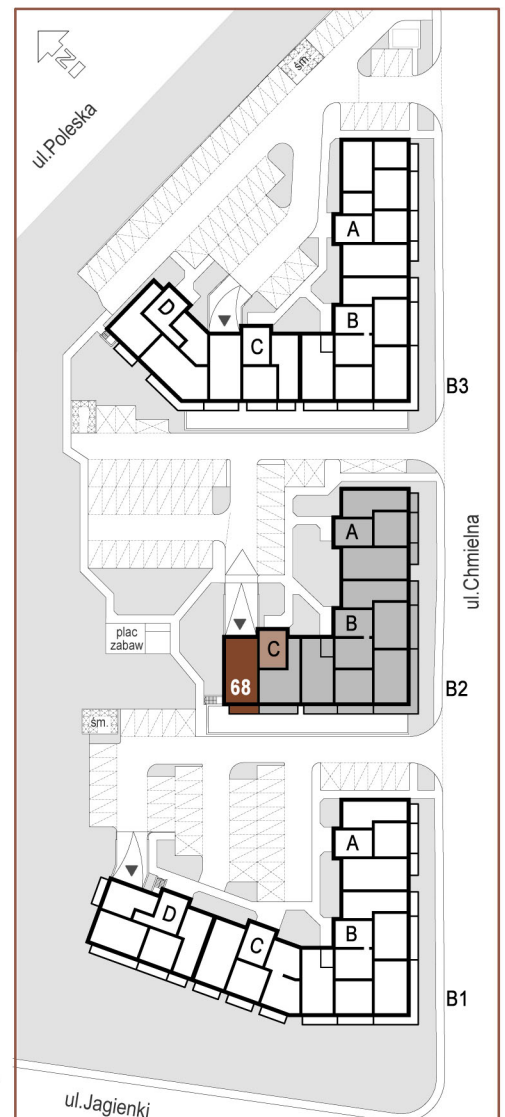 N
śm.
ul.Poleska
A
D
B
C
B3
A
ul.Chmielna
B
plac
zabaw
C
68
B2
śm.
A
D
C
B
B1
ul.Jagienki